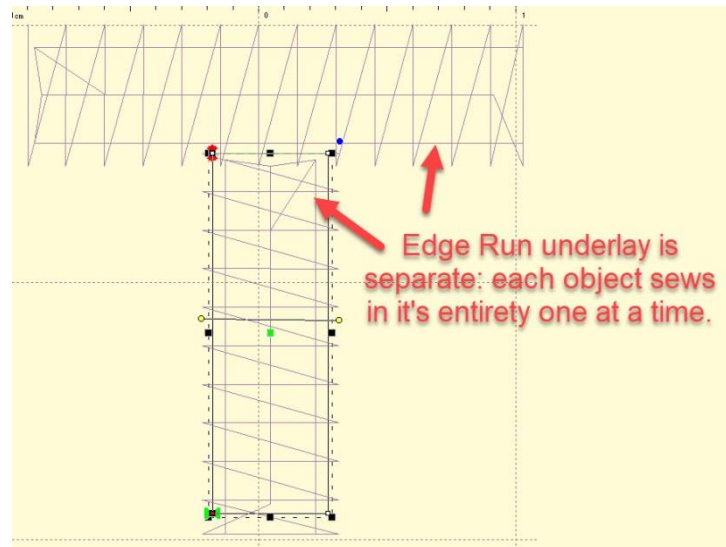 cm 0 1
Edge Run underlay is
separate: each object sews
in it's entirety one at a time.